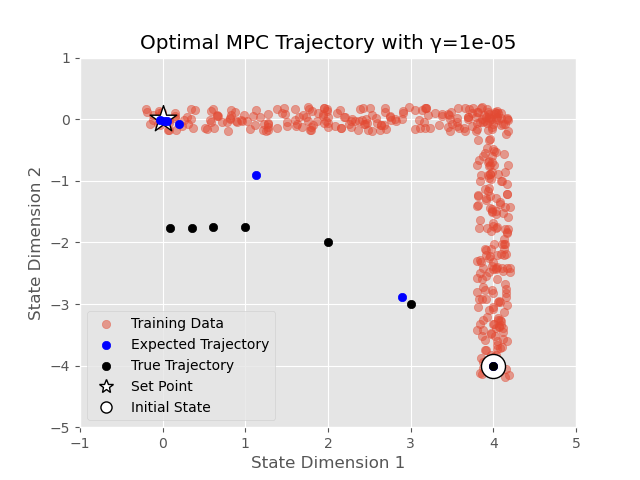 Optimal MPC Trajectory with γ=1e-05
1
0
−1
−2
−3
−4
−5
State Dimension 2
Training Data
Expected Trajectory
True Trajectory
Set Point
Initial State
−1 0 1 2 3 4 5
State Dimension 1